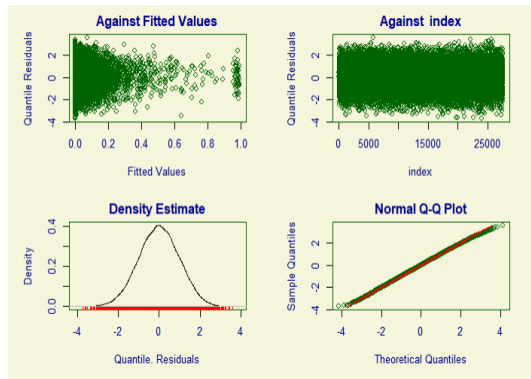 Against Fitted Values
Quantile Residuals
2
0
-2
-4
0.0 0.2 0.4 0.6 0.8 1.0
Fitted Values
Against index
Quantile Residuals
2
0
-2
-4
0 5000 15000 25000
index
Density Estimate
Density
0.4
0.2
0.0
-4 -2 0 2 4
Quantile. Residuals
Normal Q-Q Plot
Sample Quantiles
2
0
-2
-4
-4 -2 0 2 4
Theoretical Quantiles